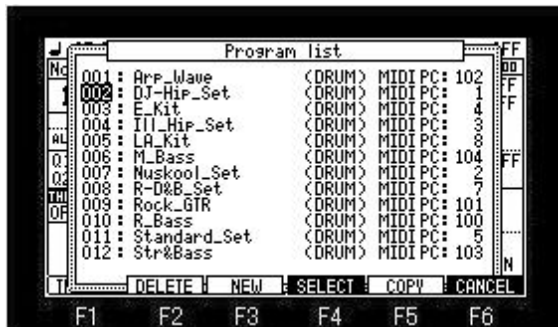 Program list
001: Arp_Wave (DRUM) MIDI PC: 102
002: DJ-Hip_Set (DRUM) MIDI PC: 1
003: E_Kit (DRUM) MIDI PC: 4
004: Ill_Hip_Set (DRUM) MIDI PC: 3
005: LA_Kit (DRUM) MIDI PC: 8
006: M_Bass (DRUM) MIDI PC: 104
007: Nuskool_Set (DRUM) MIDI PC: 2
008: R-D&B_Set (DRUM) MIDI PC: 7
009: Rock_GTR (DRUM) MIDI PC: 101
010: R_Bass (DRUM) MIDI PC: 100
011: Standard_Set (DRUM) MIDI PC: 5
012: Str&Bass (DRUM) MIDI PC: 103
DELETE NEW SELECT COPY CANCEL
F1 F2 F3 F4 F5 F6